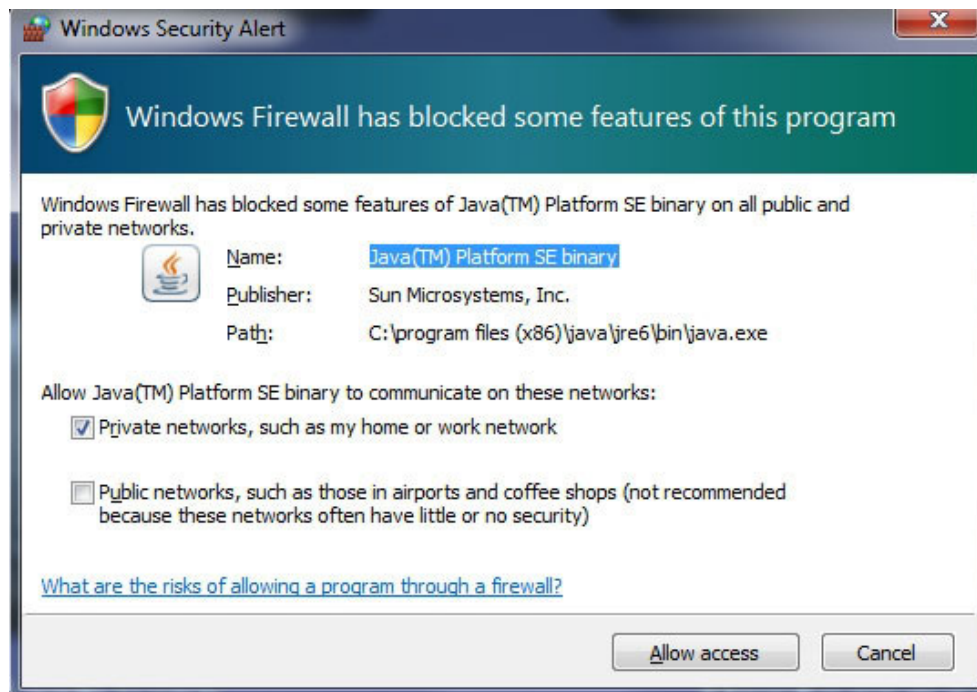 Windows Security Alert
Windows Firewall has blocked some features of this program
Windows Firewall has blocked some features of Java(TM) Platform SE binary on all public and
private networks.
Name: Java(TM) Platform SE binary
Publisher: Sun Microsystems, Inc.
Path: C:\program files (x86)\java\jre6\bin\java.exe
Allow Java(TM) Platform SE binary to communicate on these networks:
Private networks, such as my home or work network
Public networks, such as those in airports and coffee shops (not recommended
because these networks often have little or no security)
What are the risks of allowing a program through a firewall?
Allow access Cancel